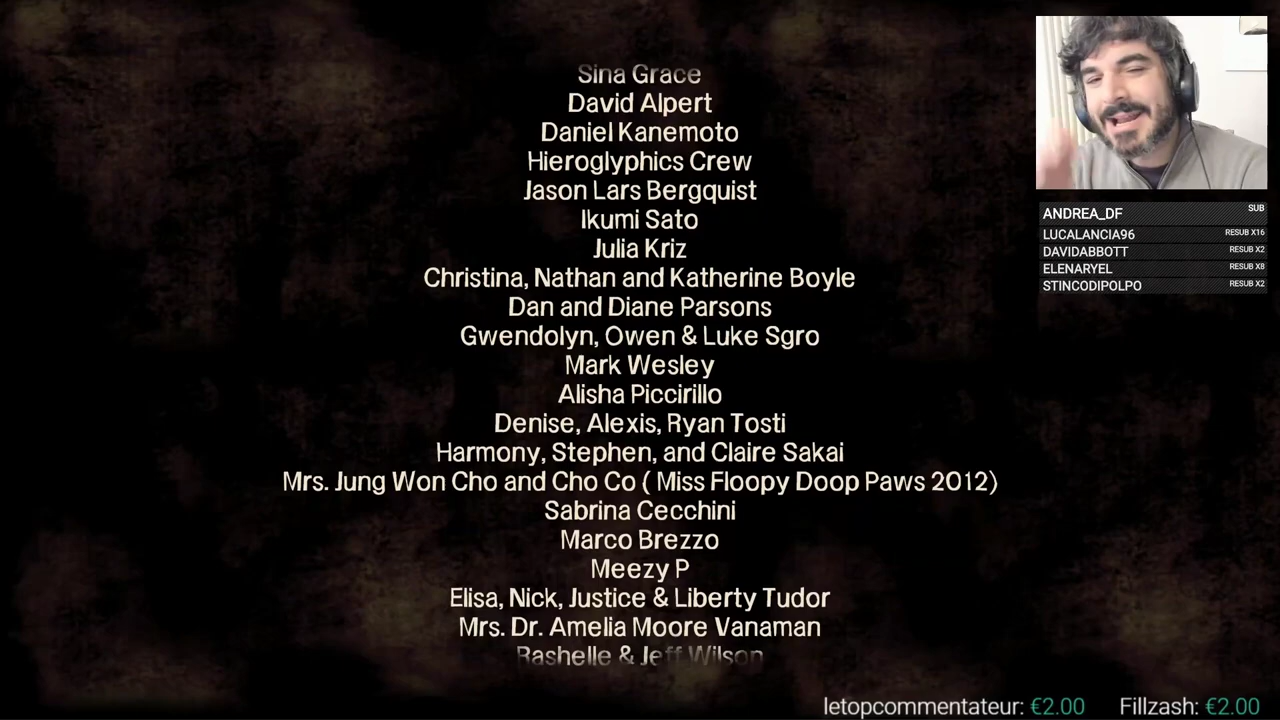 Sina Grace
David Alpert
Daniel Kanemoto
Hieroglyphics Crew
Jason Lars Bergquist
Ikumi Sato
Julia Kriz
Christina, Nathan and Katherine Boyle
Dan and Diane Parsons
Gwendolyn, Owen & Luke Sgro
Mark Wesley
Alisha Piccirillo
Denise, Alexis, Ryan Tosti
Harmony, Stephen, and Claire Sakai
Mrs. Jung Won Cho and Cho Co ( Miss Floopy Doop Paws 2012)
Sabrina Cecchini
Marco Brezzo
Meezy P
Elisa, Nick, Justice & Liberty Tudor
Mrs. Dr. Amelia Moore Vanaman
Rashelle & Jeff Wilson
ANDREA_DF SUB
LUCALANCIA96 RESUB X16
DAVIDABBOTT RESUB X2
ELENARYEL RESUB X8
STINCODIPOLPO RESUB X2
letopcommentateur: €2.00 Fillzash: €2.00